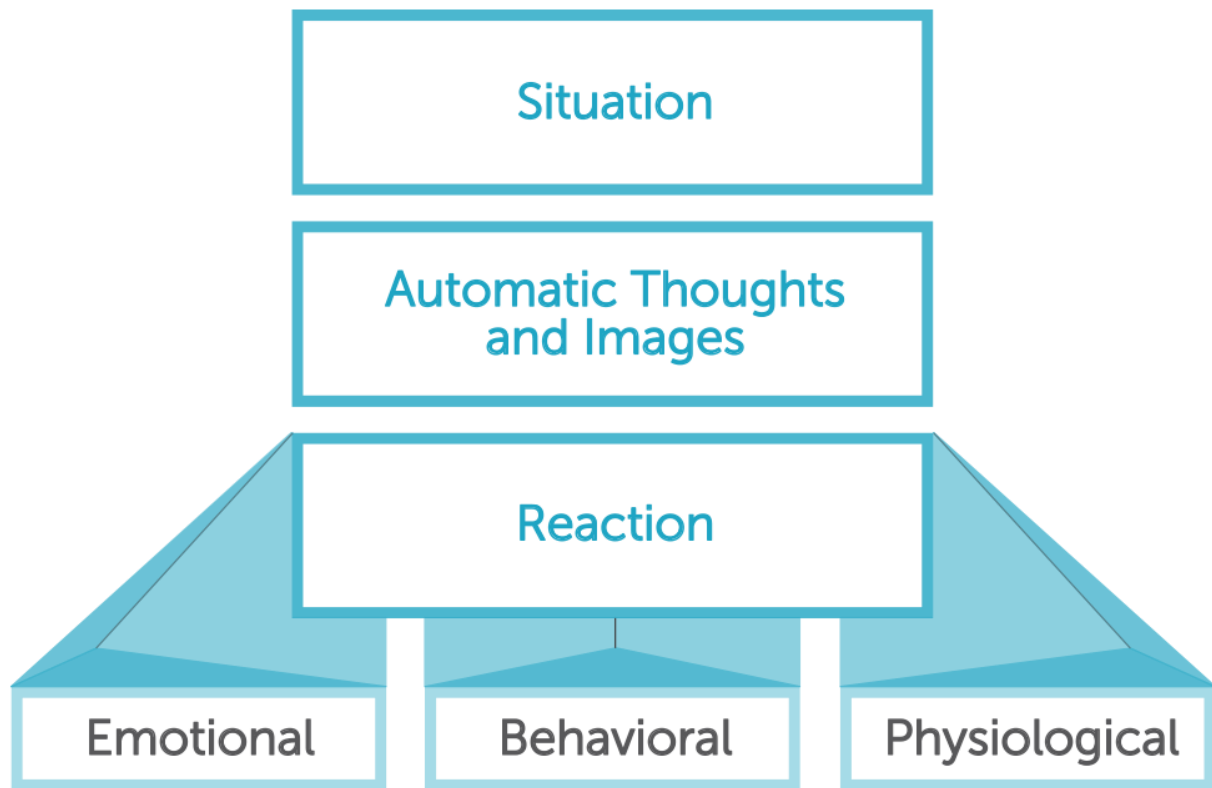 Situation
Automatic Thoughts
and Images
Reaction
Emotional
Behavioral
Physiological